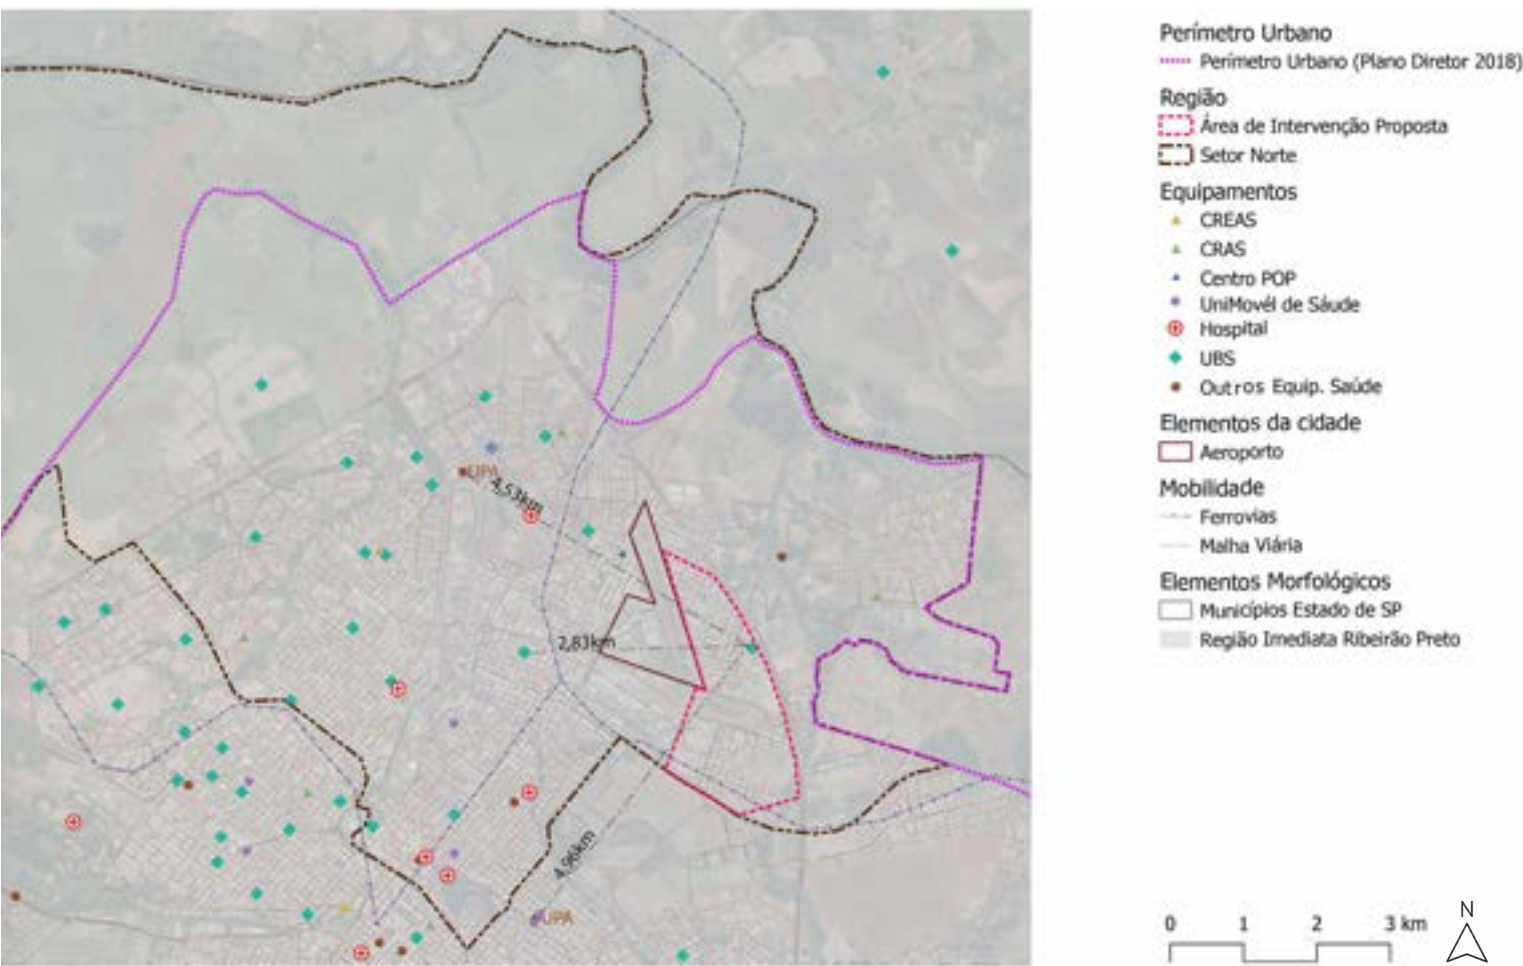 UPA
4,53km
2,83km
4,96km
UPA
Perímetro Urbano
Perímetro Urbano (Plano Diretor 2018)
Região
Área de Intervenção Proposta
Setor Norte
Equipamentos
CREAS
CRAS
Centro POP
UniMovél de Sáude
Hospital
UBS
Outros Equip. Saúde
Elementos da cidade
Aeroporto
Mobilidade
Ferrovias
Malha Viária
Elementos Morfológicos
Municípios Estado de SP
Região Imediata Ribeirão Preto
0 1 2 3 km
N